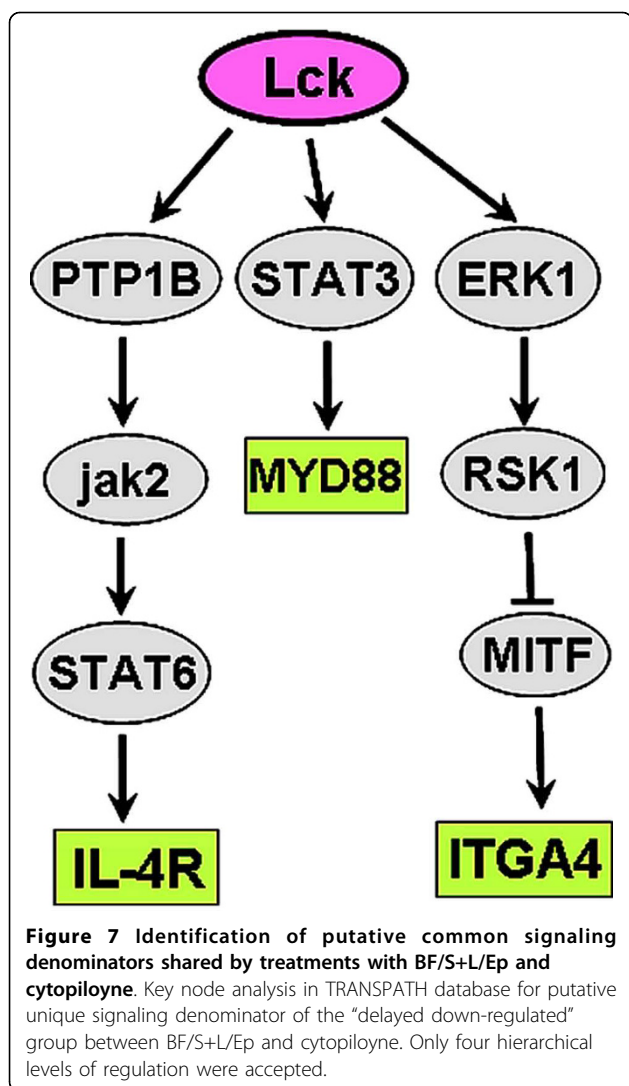 Lck
PTP1B STAT3 ERK1
jak2 MYD88 RSK1
STAT6 MITF
IL-4R ITGA4
Figure 7 Identification of putative common signaling
denominators shared by treatments with BF/S+L/Ep and
cytopiloyne. Key node analysis in TRANSPATH database for putative
unique signaling denominator of the “delayed down-regulated”
group between BF/S+L/Ep and cytopiloyne. Only four hierarchical
levels of regulation were accepted.